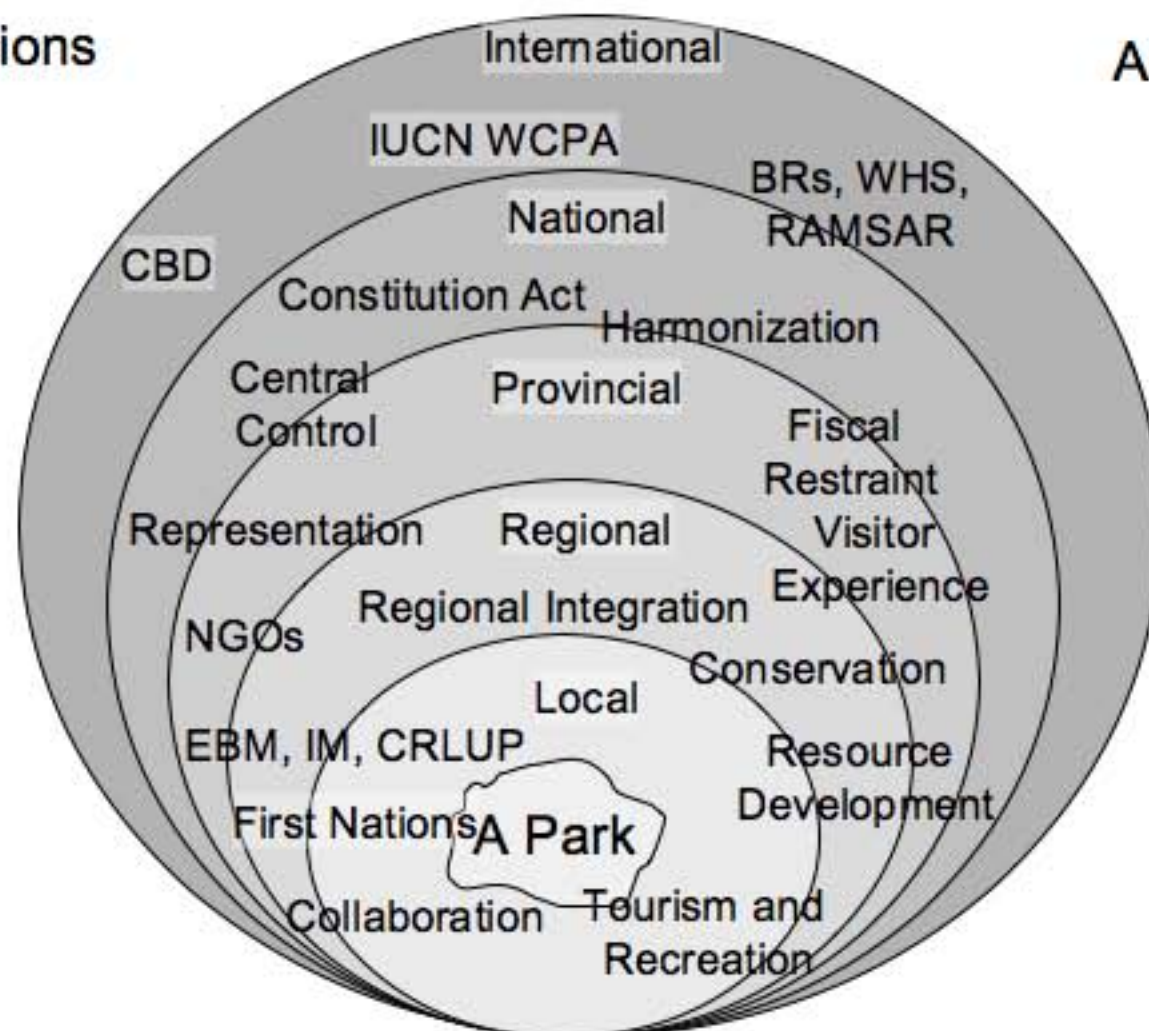 ions
A
International
IUCN WCPA
BRs, WHS,
RAMSAR
National
CBD
Constitution Act
Harmonization
Central
Control
Provincial
Fiscal
Restraint
Representation
Regional
Visitor
Experience
Regional Integration
NGOs
Conservation
Local
EBM, IM, CRLUP
Resource
Development
First Nations
A Park
Collaboration
Tourism and
Recreation